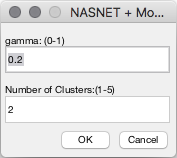 NASNET + Mo...
gamma: (0-1)
0.2
Number of Clusters:(1-5)
2
OK Cancel